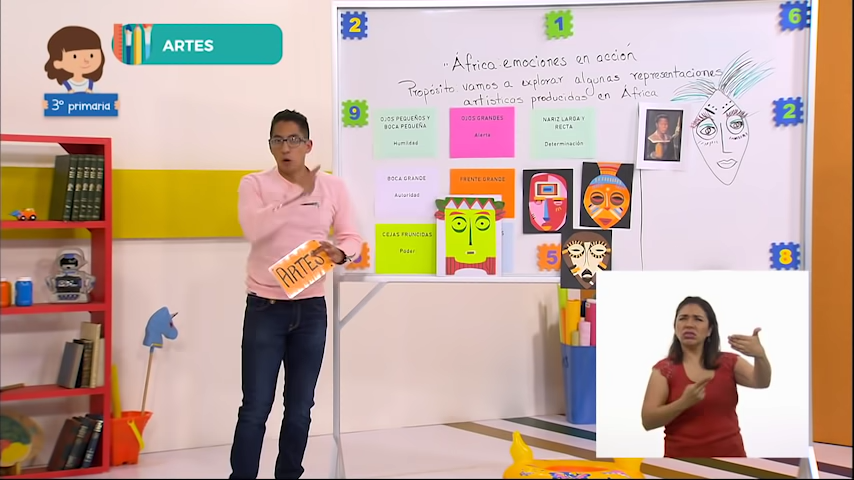 ARTES
3º primaria
2
1
6
"África: emociones en acción
Propósito: vamos a explorar algunas representaciones
artísticas producidas en África
9
2
OJOS PEQUEÑOS Y
BOCA PEQUEÑA
Humildad
OJOS GRANDES
Alerta
NARIZ LARGA Y
RECTA
Determinación
BOCA GRANDE
Autoridad
FRENTE GRANDE
CEJAS FRUNCIDAS
Poder
5
8
ARTES